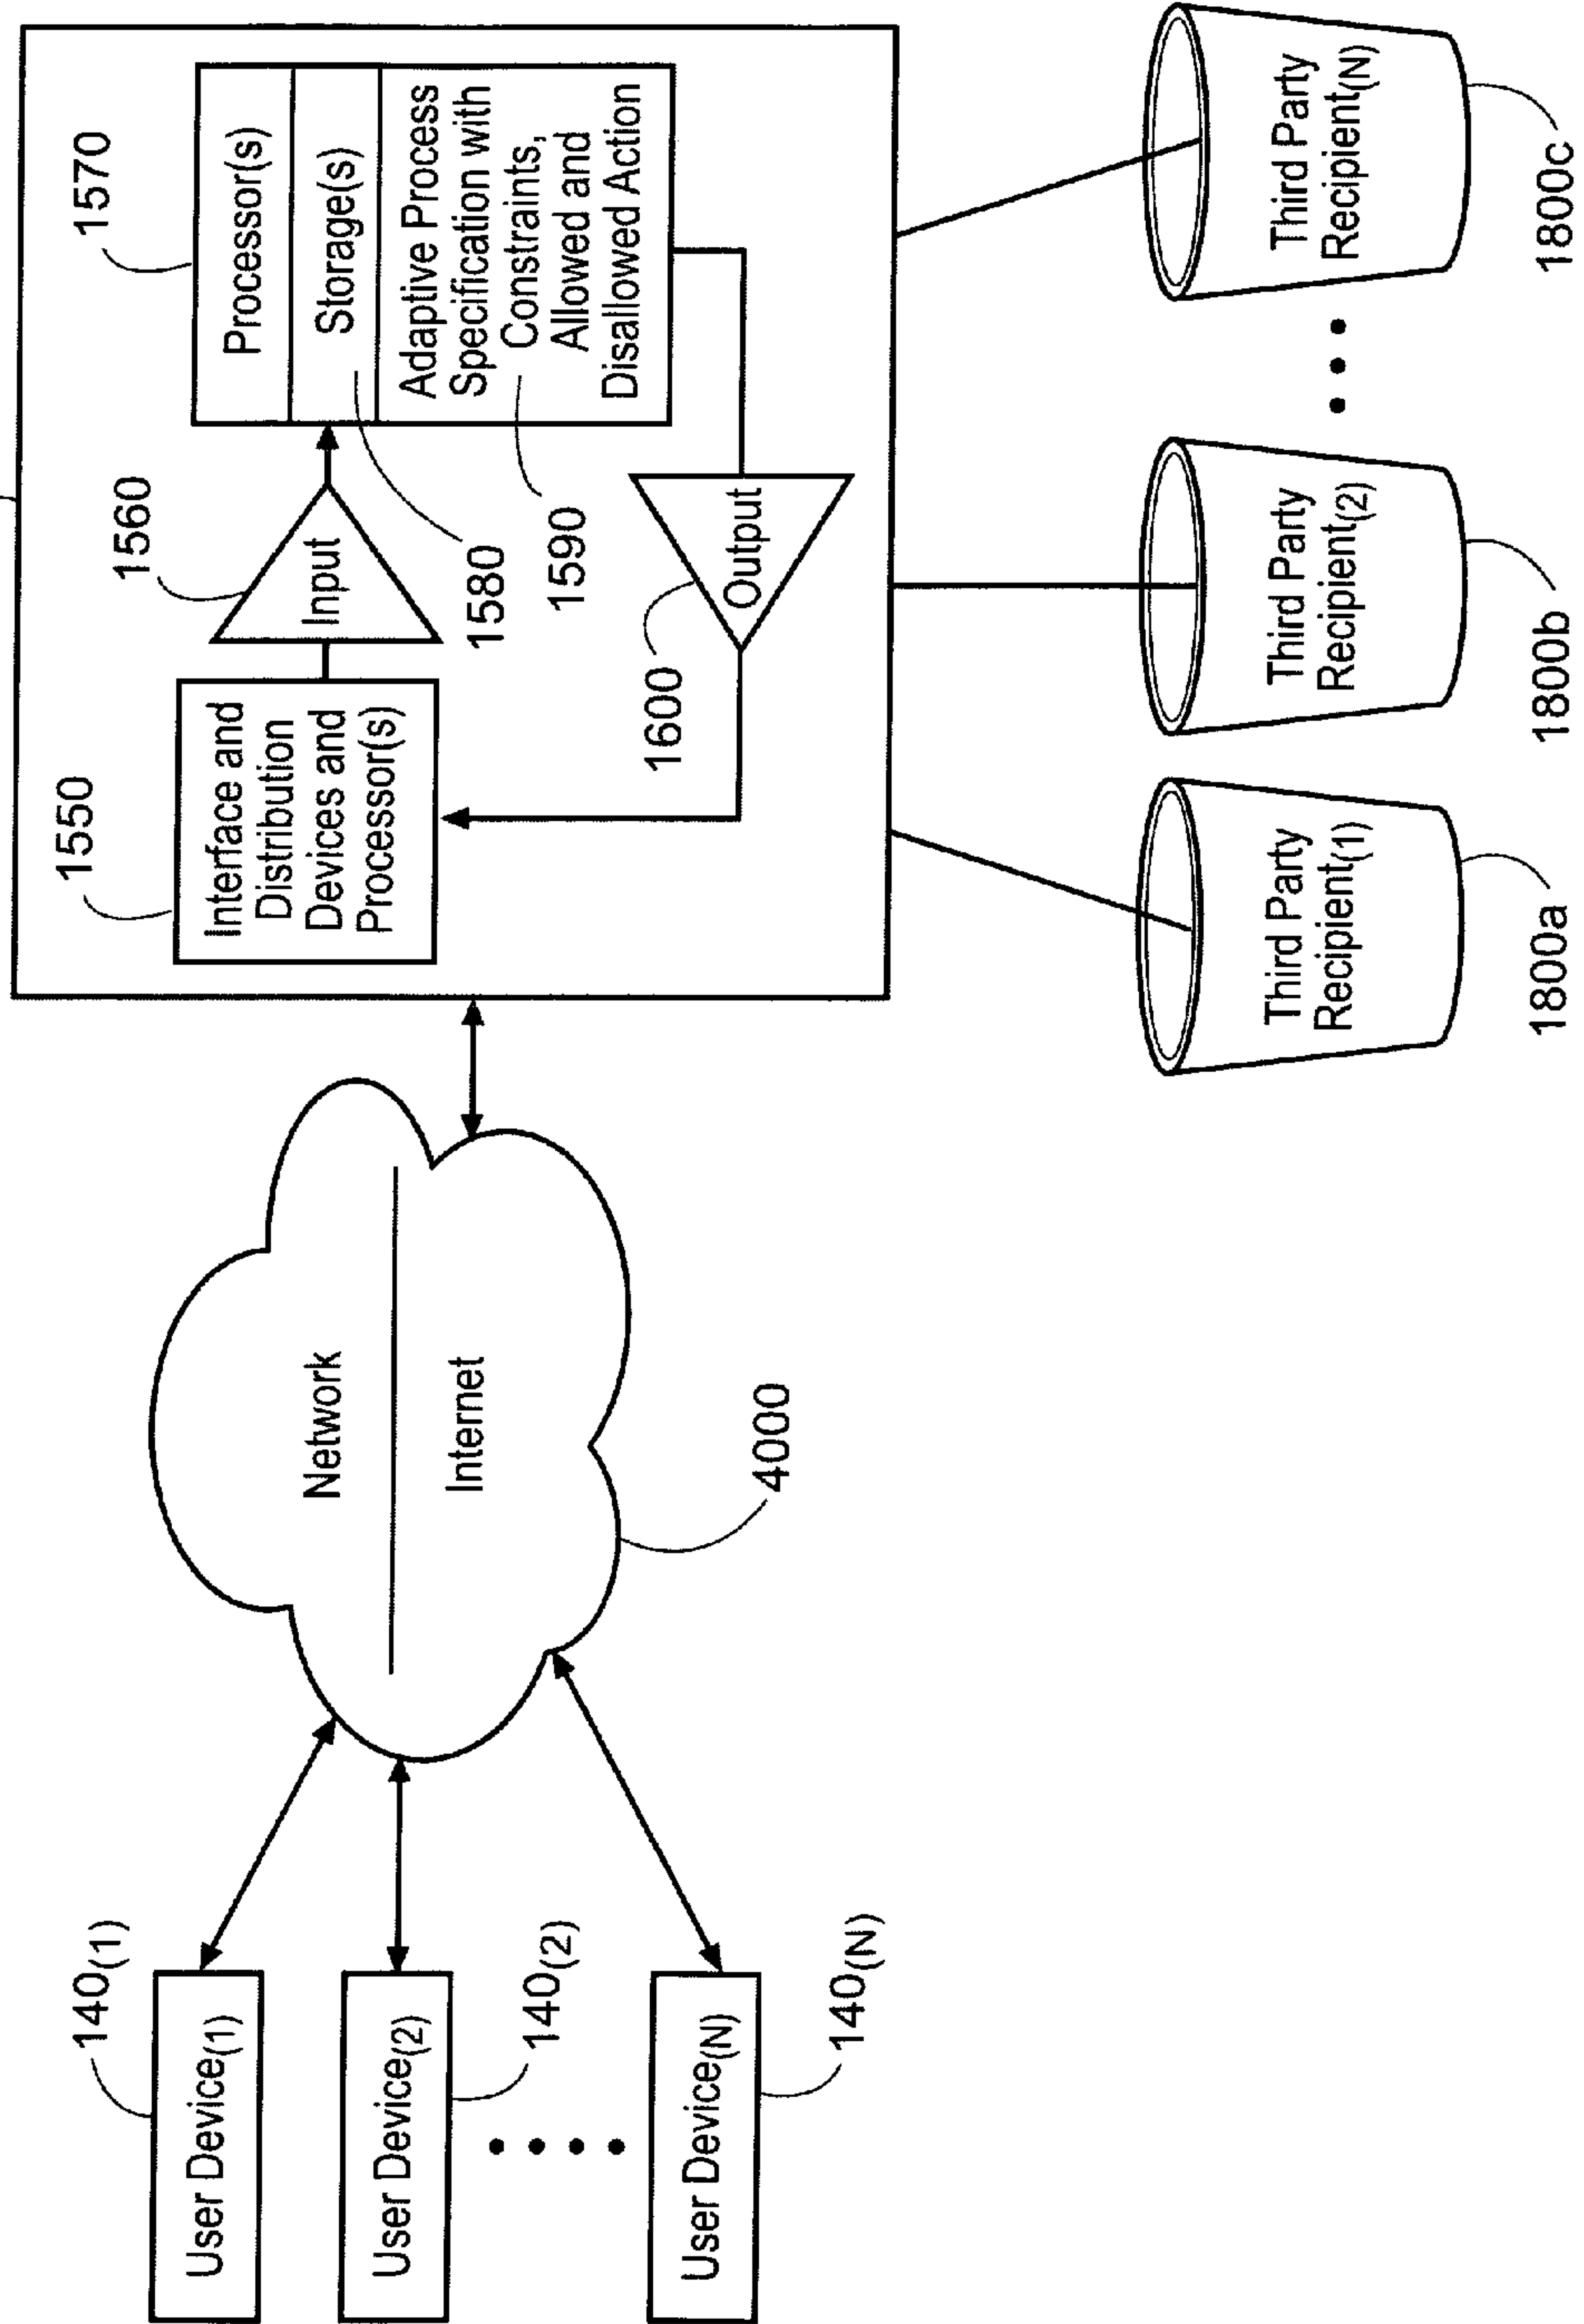 140(1)
User Device(1)
User Device(2)
140(2)
User Device(N)
140(N)
Network
Internet
4000
1550
Interface and
Distribution
Devices and
Processor(s)
1560
Input
1570
Processor(s)
Storage(s)
1580
Adaptive Process
Specification with
Constraints,
Allowed and
Disallowed Action
1590
Output
1600
Third Party
Recipient(1)
1800a
Third Party
Recipient(2)
1800b
Third Party
Recipient(N)
1800c